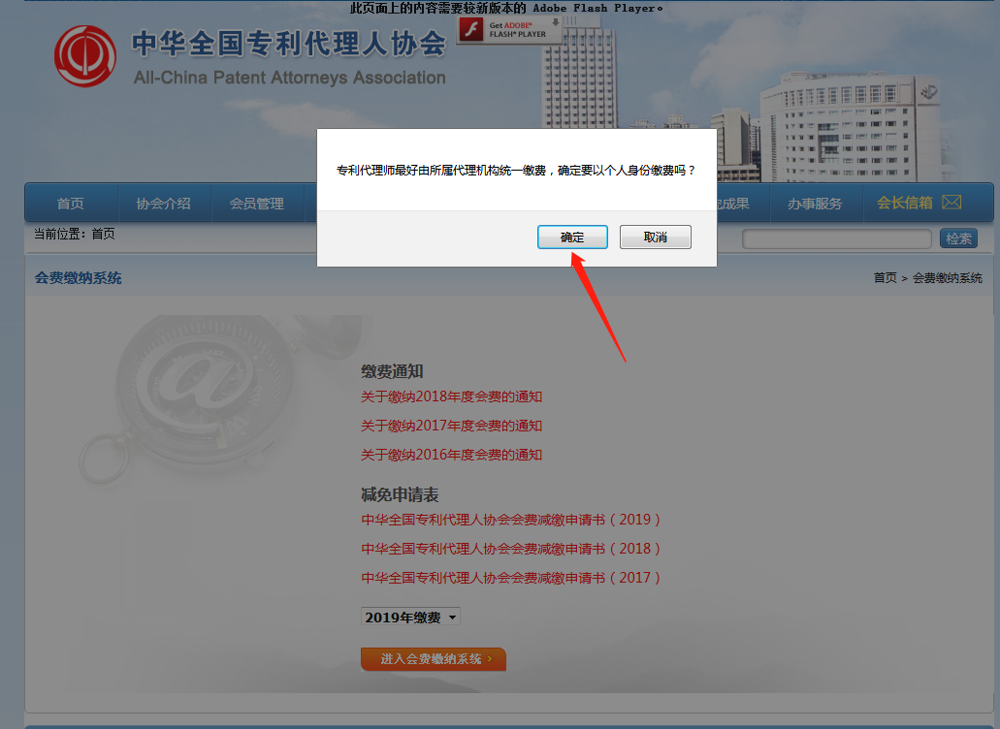 此页面上的内容需要较新版本的 Adobe Flash Player。
Get ADOBE®
FLASH® PLAYER
中华全国专利代理人协会
All-China Patent Attorneys Association
专利代理师最好由所属代理机构统一缴费，确定要以个人身份缴费吗？
确定 取消
首页 协会介绍 会员管理 成果 办事服务 会长信箱
当前位置：首页 检索
会费缴纳系统 首页 > 会费缴纳系统
缴费通知
关于缴纳2018年度会费的通知
关于缴纳2017年度会费的通知
关于缴纳2016年度会费的通知
减免申请表
中华全国专利代理人协会会费减缴申请书（2019）
中华全国专利代理人协会会费减缴申请书（2018）
中华全国专利代理人协会会费减缴申请书（2017）
2019年缴费
进入会费缴纳系统 ›